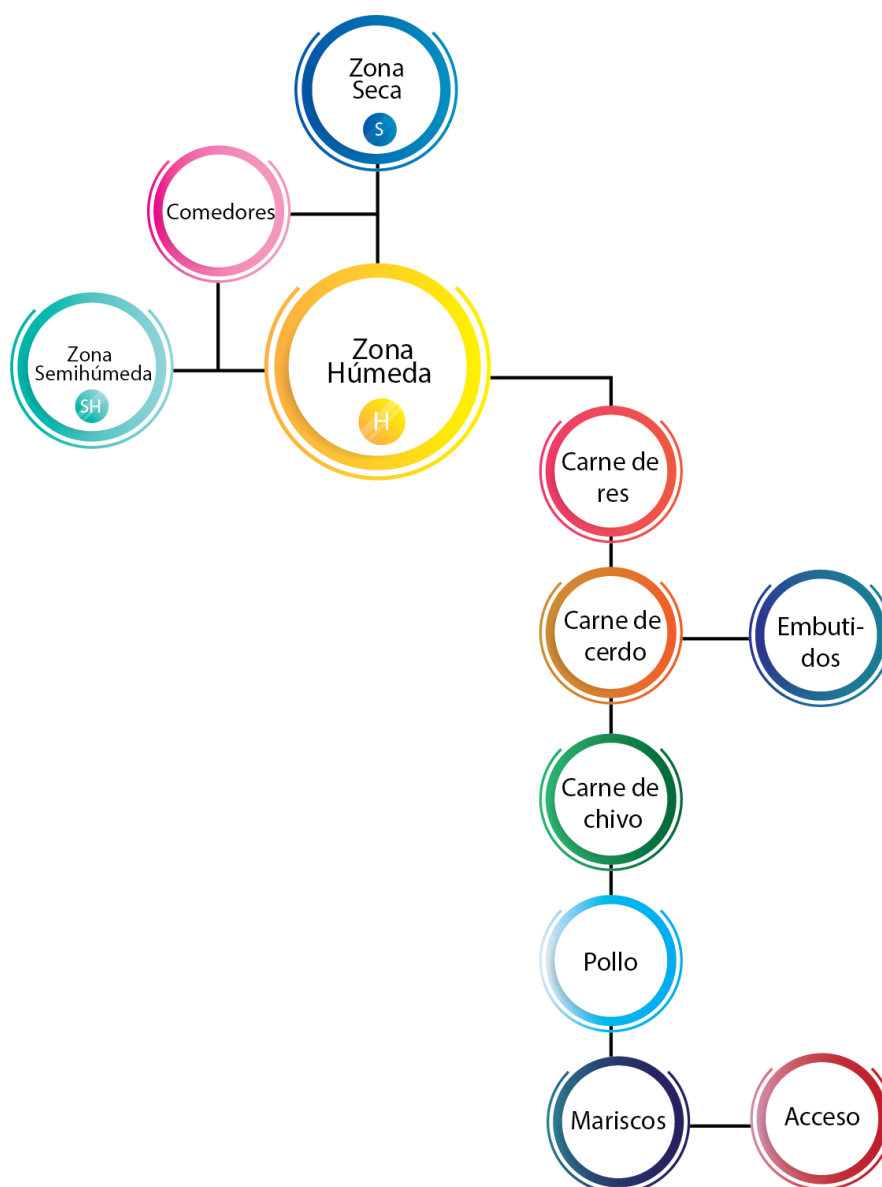 Zona
Seca
S
Comedores
Zona
Semihúmeda
SH
Zona
Húmeda
H
Carne de
res
Carne de
cerdo
Embuti-
dos
Carne de
chivo
Pollo
Mariscos
Acceso